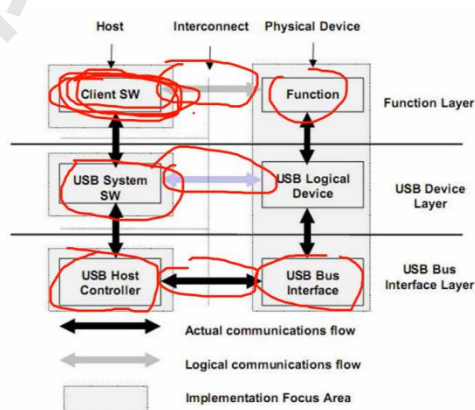 Host Interconnect Physical Device
Client SW
Function
Function Layer
USB System
SW
USB Logical
Device
USB Device
Layer
USB Host
Controller
USB Bus
Interface
USB Bus
Interface Layer
Actual communications flow
Logical communications flow
Implementation Focus Area